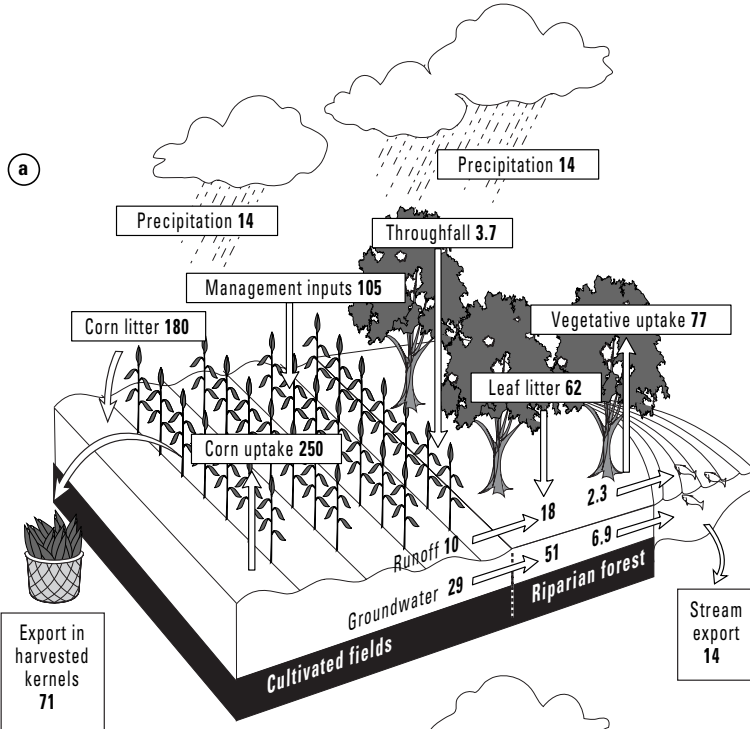 a
Precipitation 14
Precipitation 14
Throughfall 3.7
Management inputs 105
Corn litter 180
Vegetative uptake 77
Leaf litter 62
Corn uptake 250
Runoff 10
18
2.3
Groundwater 29
51
6.9
Cultivated fields
Riparian forest
Export in
harvested
kernels
71
Stream
export
14